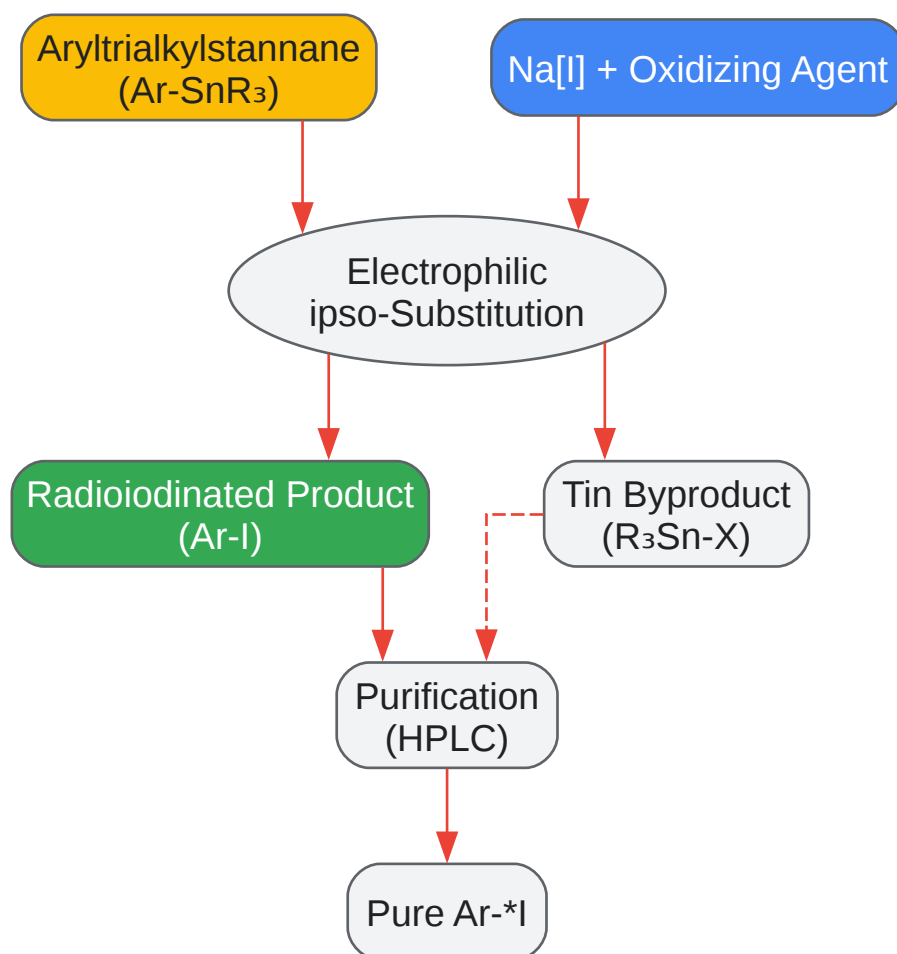 Aryltrialkylstannane
(Ar-SnR₃)
Na[I] + Oxidizing Agent
Electrophilic
ipso-Substitution
Radioiodinated Product
(Ar-I)
Tin Byproduct
(R₃Sn-X)
Purification
(HPLC)
Pure Ar-*I